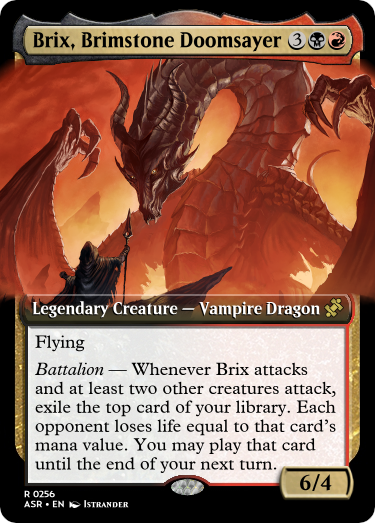 Brix, Brimstone Doomsayer 3
Legendary Creature — Vampire Dragon
Flying
Battalion — Whenever Brix attacks
and at least two other creatures attack,
exile the top card of your library. Each
opponent loses life equal to that card's
mana value. You may play that card
until the end of your next turn.
6/4
R 0256
ASR • EN Istrander